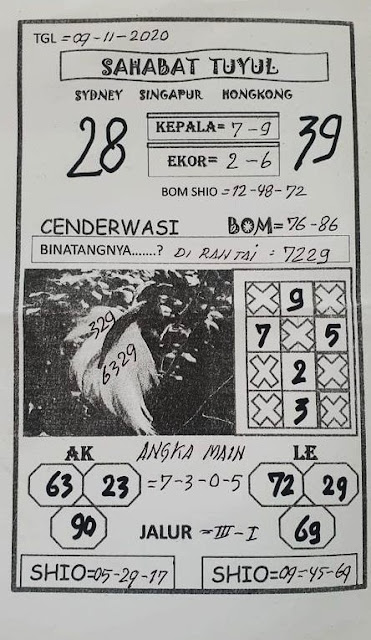 TGL = 09-11-2020
SAHABAT TUYUL
SYDNEY SINGAPUR HONGKONG
28 KEPALA= 7-9 39
EKOR= 2-6
BOM SHIO = 12-48-72
CENDERWASI BOM= 76-86
BINATANGNYA.......? DI RANTAI : 7229
329
6329
9
7 5
2
3
AK ANGKA MAIN LE
63 23 = 7-3-0-5 72 29
90 JALUR = III - I 69
SHIO=05-29-17 SHIO=09=45-69